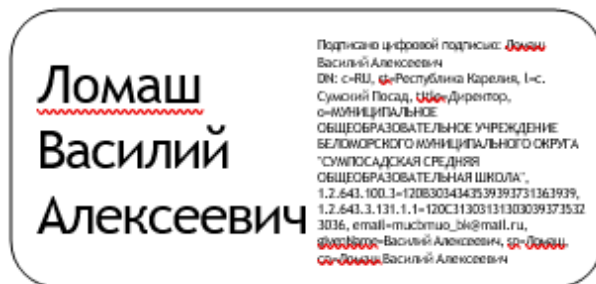 Ломаш
Василий
Алексеевич
Подписано цифровой подписью: Ломаш
Василий Алексеевич
DN: c=RU, st=Республика Карелия, l=с.
Сумский Посад, title=Директор,
o=МУНИЦИПАЛЬНОЕ
ОБЩЕОБРАЗОВАТЕЛЬНОЕ УЧРЕЖДЕНИЕ
БЕЛОМОРСКОГО МУНИЦИПАЛЬНОГО ОКРУГА
"СУМПОСАДСКАЯ СРЕДНЯЯ
ОБЩЕОБРАЗОВАТЕЛЬНАЯ ШКОЛА",
1.2.643.100.3=120B3034343539393731363939,
1.2.643.3.131.1.1=120C31303131303039373532
3036, email=mucbmuo_bk@mail.ru,
givenName=Василий Алексеевич, sn=Ломаш,
cn=Ломаш Василий Алексеевич